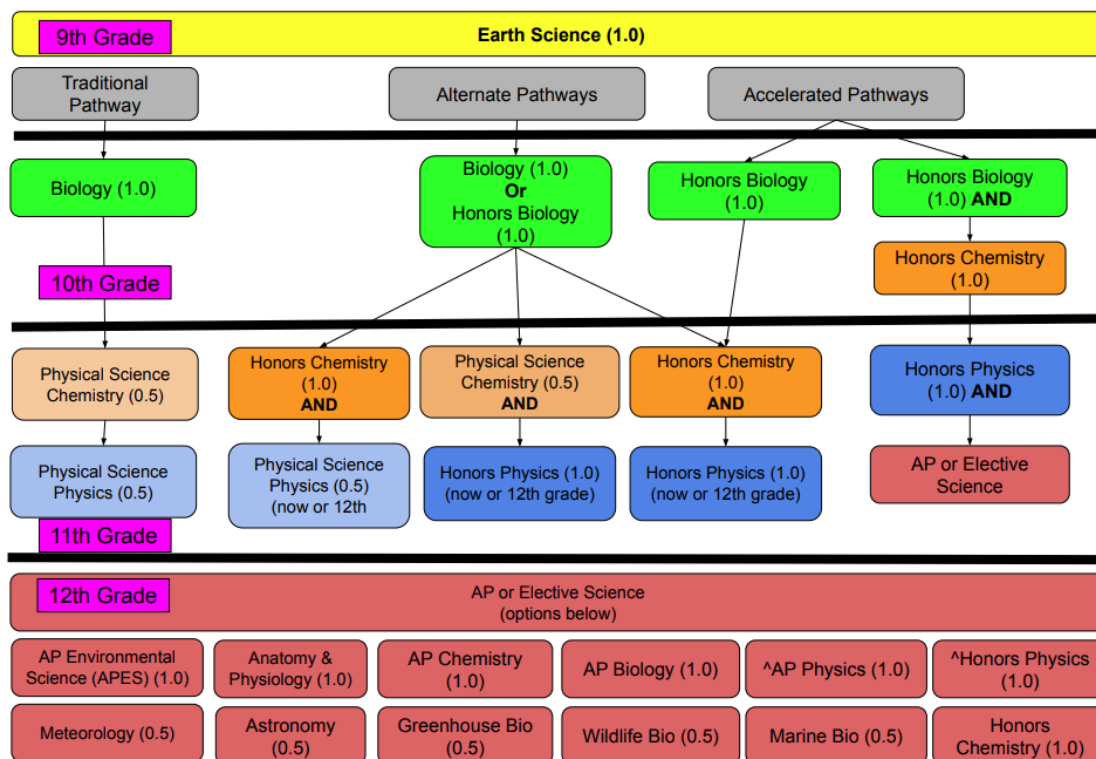 9th Grade
Earth Science (1.0)
Traditional
Pathway
Alternate Pathways
Accelerated Pathways
Biology (1.0)
Biology (1.0)
Or
Honors Biology
(1.0)
Honors Biology
(1.0)
Honors Biology
(1.0) AND
Honors Chemistry
(1.0)
10th Grade
Physical Science
Chemistry (0.5)
Honors Chemistry
(1.0)
AND
Physical Science
Chemistry (0.5)
AND
Honors Chemistry
(1.0)
AND
Honors Physics
(1.0) AND
Physical Science
Physics (0.5)
Physical Science
Physics (0.5)
(now or 12th
Honors Physics (1.0)
(now or 12th grade)
Honors Physics (1.0)
(now or 12th grade)
AP or Elective
Science
11th Grade
12th Grade
AP or Elective Science
(options below)
AP Environmental
Science (APES) (1.0)
Anatomy &
Physiology (1.0)
AP Chemistry
(1.0)
AP Biology (1.0)
^AP Physics (1.0)
^Honors Physics
(1.0)
Meteorology (0.5)
Astronomy
(0.5)
Greenhouse Bio
(0.5)
Wildlife Bio (0.5)
Marine Bio (0.5)
Honors
Chemistry (1.0)